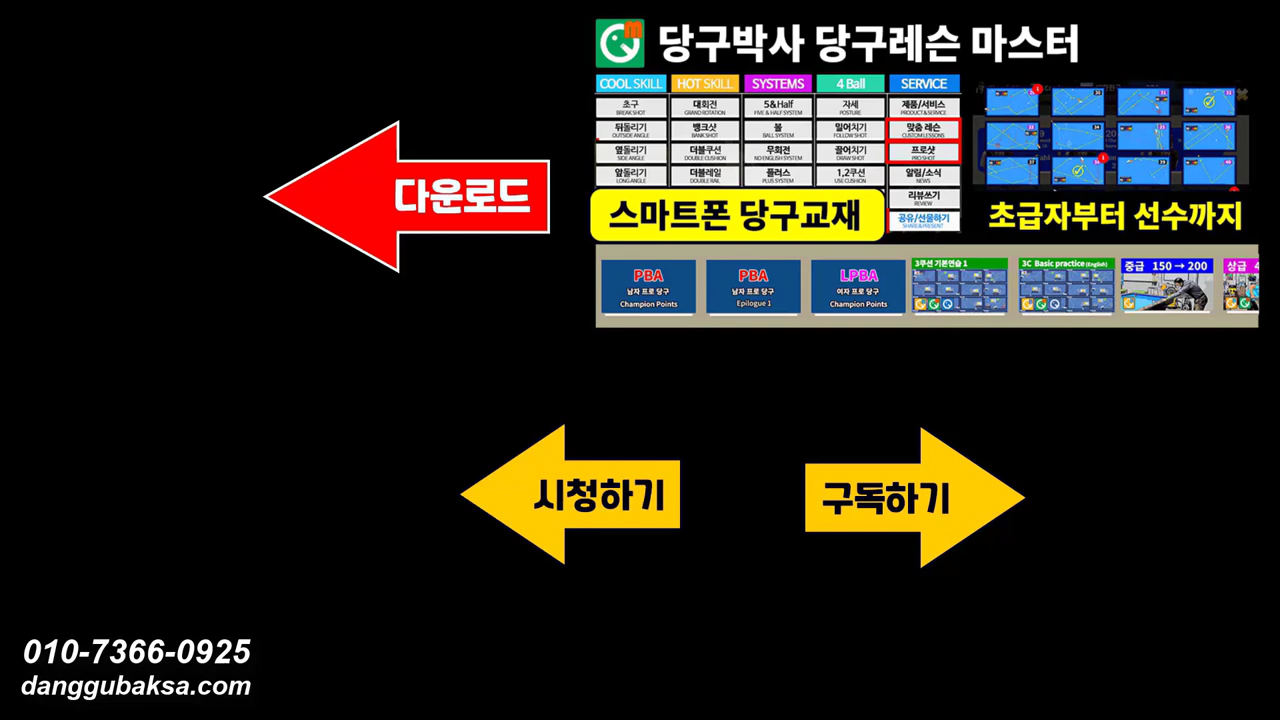 당구박사 당구레슨 마스터
COOL SKILL HOT SKILL SYSTEMS 4 Ball SERVICE
초구 대회전 5&Half 자세 제품/서비스
BREAK SHOT GRAND ROTATION FIVE & HALF SYSTEM POSTURE PRODUCT & SERVICE
뒤돌리기 뱅크샷 볼 밀어치기 맞춤 레슨
OUTSIDE ANGLE BANK SHOT BALL SYSTEM FOLLOW SHOT CUSTOM LESSONS
옆돌리기 더블쿠션 무회전 끌어치기 프로샷
SIDE ANGLE DOUBLE CUSHION NO ENGLISH SYSTEM DRAW SHOT PRO SHOT
앞돌리기 더블레일 플러스 1,2쿠션 알림/소식
LONG ANGLE DOUBLE RAIL PLUS SYSTEM USE CUSHION NEWS
리뷰쓰기
REVIEW
공유/선물하기
SHARE & PRESENT
다운로드
스마트폰 당구교재
초급자부터 선수까지
PBA PBA LPBA 3쿠션 기본연습 1 3C Basic practice (English) 중급 150 → 200 상급 4
남자 프로 당구 남자 프로 당구 여자 프로 당구
Champion Points Epilogue 1 Champion Points
시청하기 구독하기
010-7366-0925
danggubaksa.com